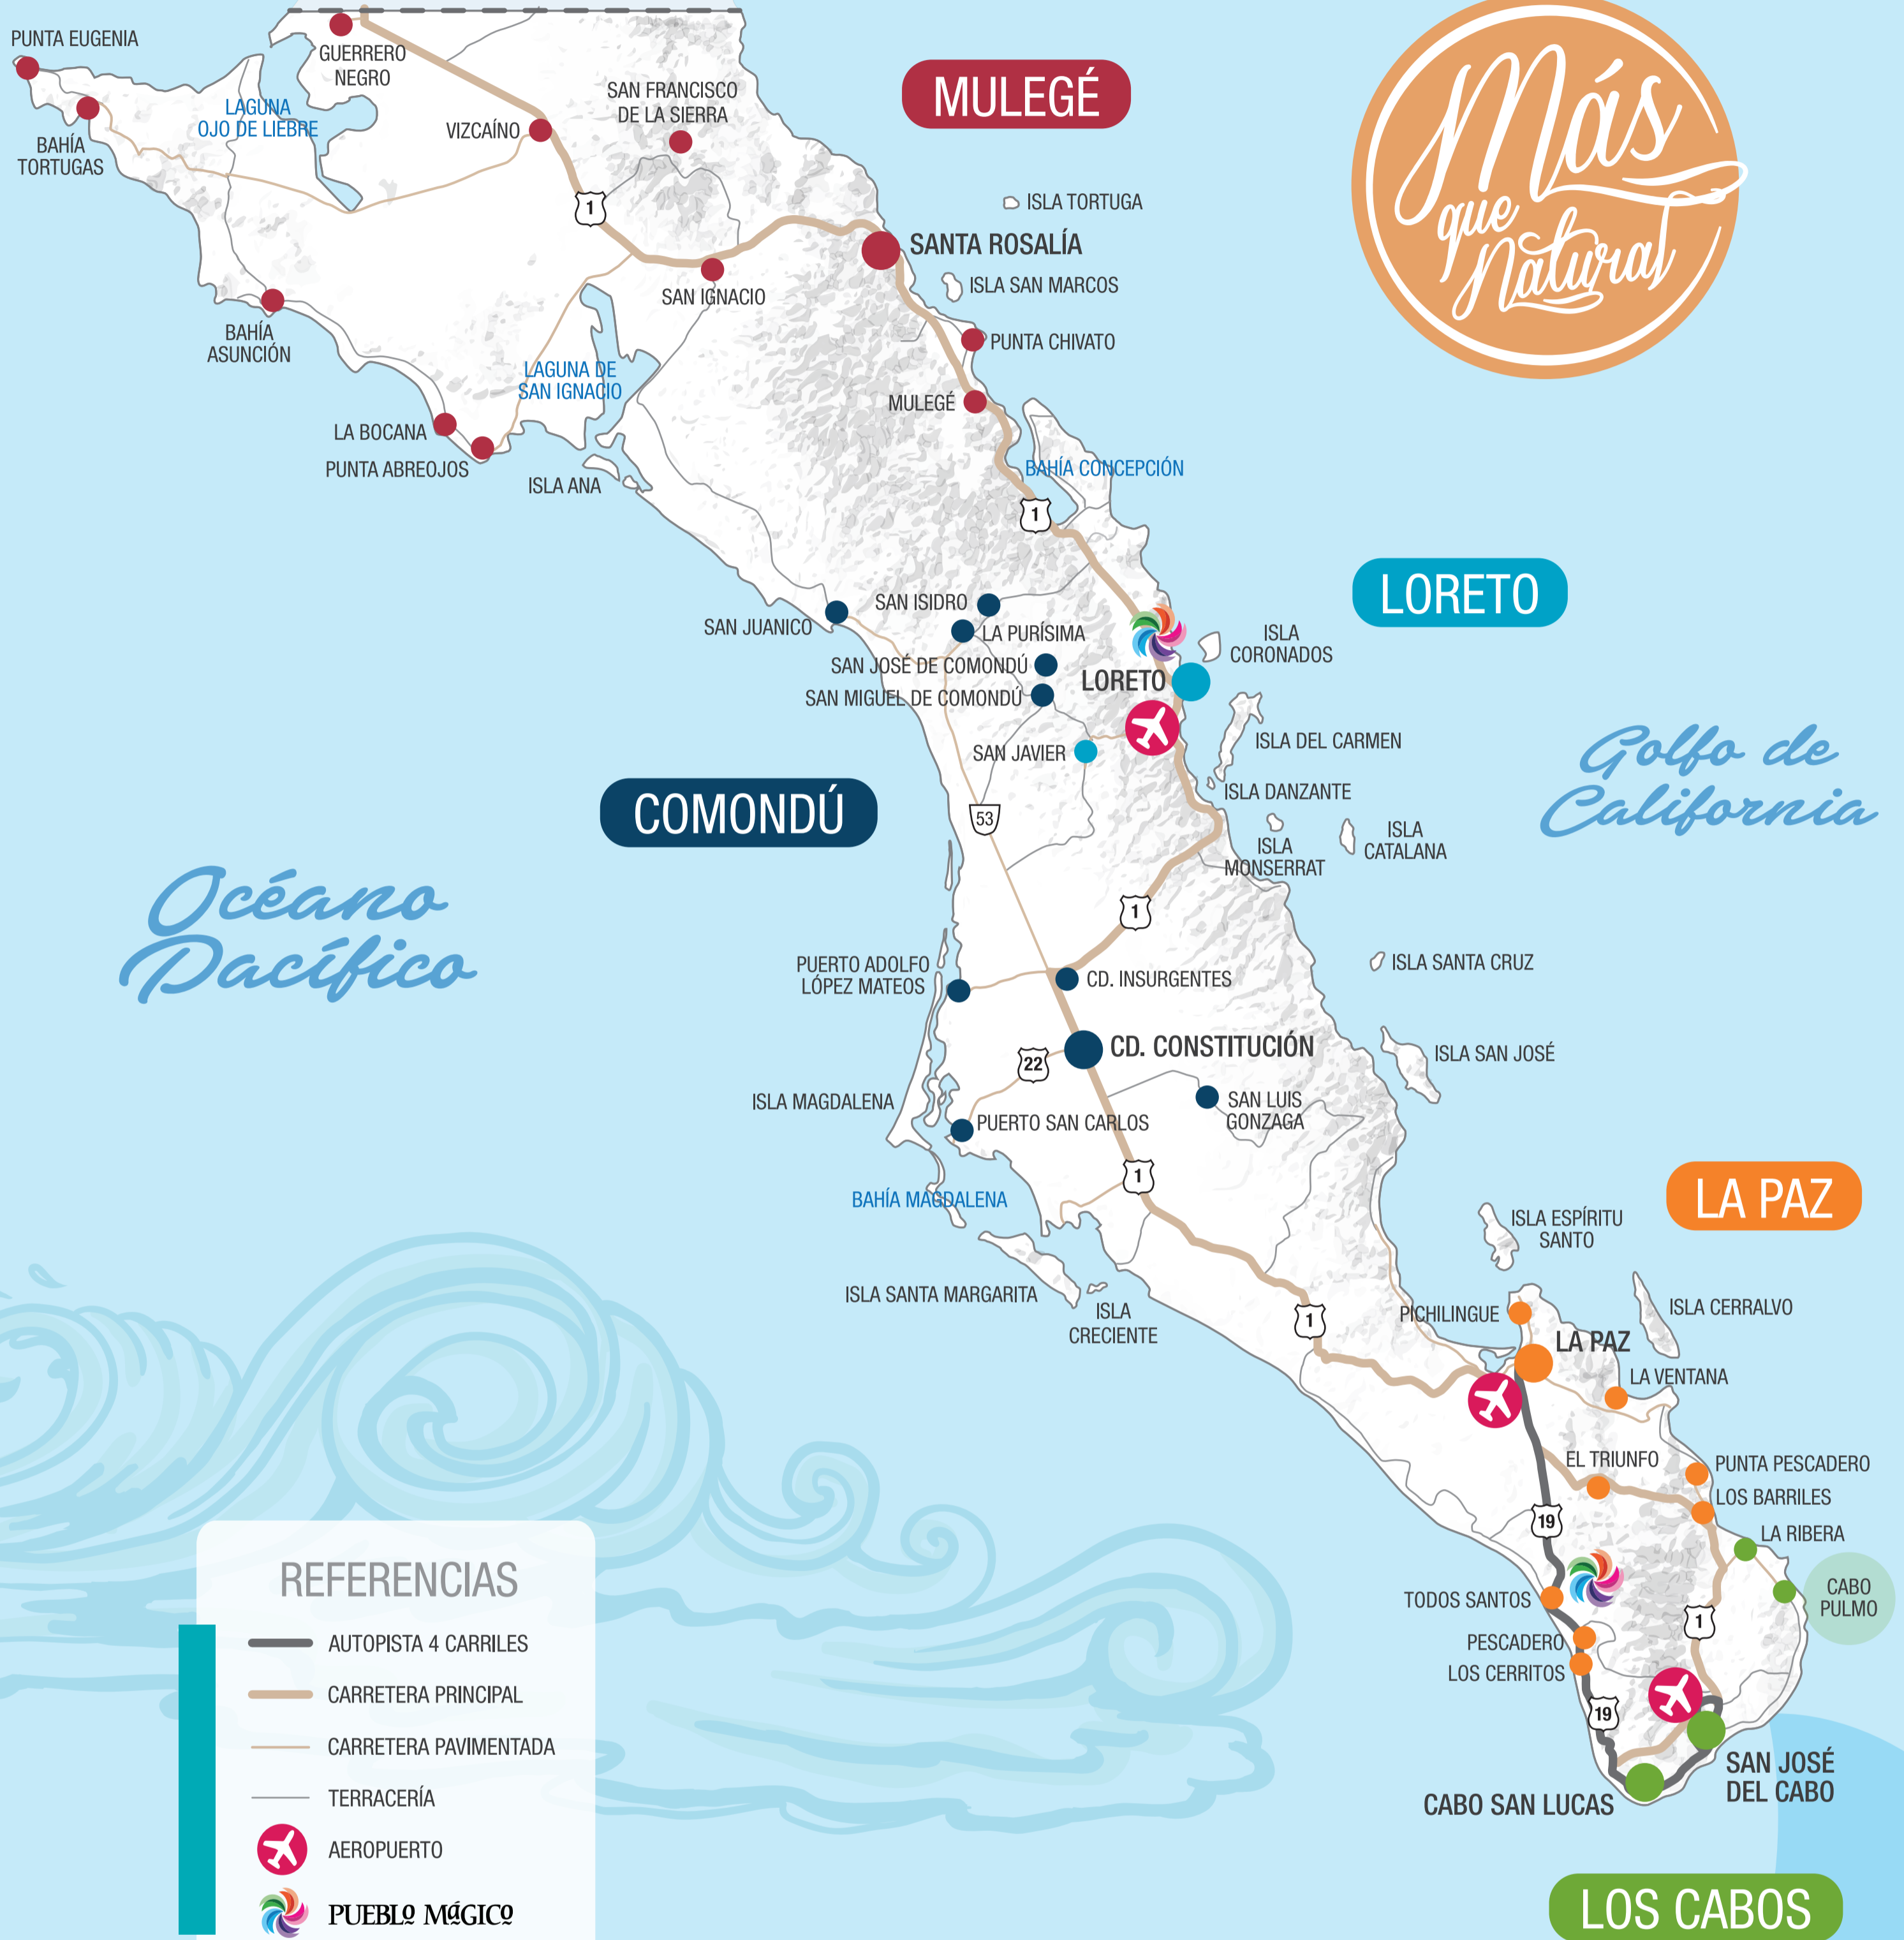 PUNTA EUGENIA
GUERRERO
NEGRO
BAHÍA
TORTUGAS
LAGUNA
OJO DE LIEBRE
VIZCAÍNO
SAN FRANCISCO
DE LA SIERRA
MULEGÉ
Más
que
Natural
1
ISLA TORTUGA
SANTA ROSALÍA
SAN IGNACIO
ISLA SAN MARCOS
BAHÍA
ASUNCIÓN
PUNTA CHIVATO
LAGUNA DE
SAN IGNACIO
MULEGÉ
LA BOCANA
PUNTA ABREOJOS
ISLA ANA
BAHÍA CONCEPCIÓN
1
LORETO
SAN JUANICO
SAN ISIDRO
LA PURÍSIMA
SAN JOSÉ DE COMONDÚ
SAN MIGUEL DE COMONDÚ
LORETO
ISLA
CORONADOS
SAN JAVIER
ISLA DEL CARMEN
Golfo de
California
COMONDÚ
53
ISLA DANZANTE
ISLA
MONSERRAT
ISLA
CATALANA
Océano
Pacífico
1
PUERTO ADOLFO
LÓPEZ MATEOS
CD. INSURGENTES
ISLA SANTA CRUZ
CD. CONSTITUCIÓN
22
ISLA SAN JOSÉ
ISLA MAGDALENA
SAN LUIS
GONZAGA
PUERTO SAN CARLOS
1
BAHÍA MAGDALENA
LA PAZ
ISLA ESPÍRITU
SANTO
ISLA SANTA MARGARITA
ISLA
CRECIENTE
1
PICHILINGUE
ISLA CERRALVO
LA PAZ
LA VENTANA
EL TRIUNFO
PUNTA PESCADERO
LOS BARRILES
19
LA RIBERA
CABO
PULMO
TODOS SANTOS
1
PESCADERO
LOS CERRITOS
19
SAN JOSÉ
DEL CABO
CABO SAN LUCAS
LOS CABOS
REFERENCIAS
AUTOPISTA 4 CARRILES
CARRETERA PRINCIPAL
CARRETERA PAVIMENTADA
TERRACERÍA
AEROPUERTO
PUEBLO MÁGICO